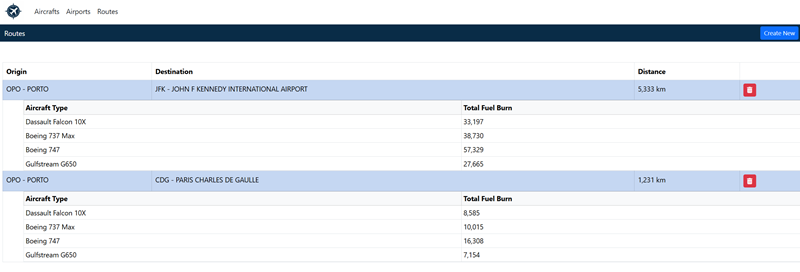 Aircrafts Airports Routes
Routes Create New
Origin Destination Distance
OPO - PORTO JFK - JOHN F KENNEDY INTERNATIONAL AIRPORT 5,333 km
Aircraft Type Total Fuel Burn
Dassault Falcon 10X 33,197
Boeing 737 Max 38,730
Boeing 747 57,329
Gulfstream G650 27,665
OPO - PORTO CDG - PARIS CHARLES DE GAULLE 1,231 km
Aircraft Type Total Fuel Burn
Dassault Falcon 10X 8,585
Boeing 737 Max 10,015
Boeing 747 16,308
Gulfstream G650 7,154